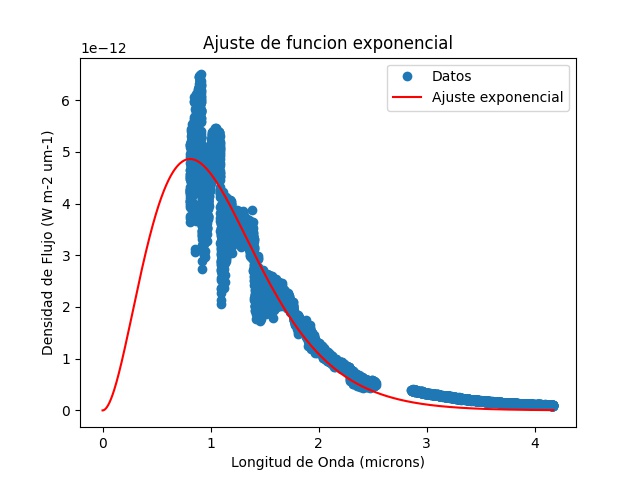 Ajuste de funcion exponencial
1e−12
Datos
Ajuste exponencial
6
5
4
3
2
1
0
Densidad de Flujo (W m-2 um-1)
0
1
2
3
4
Longitud de Onda (microns)